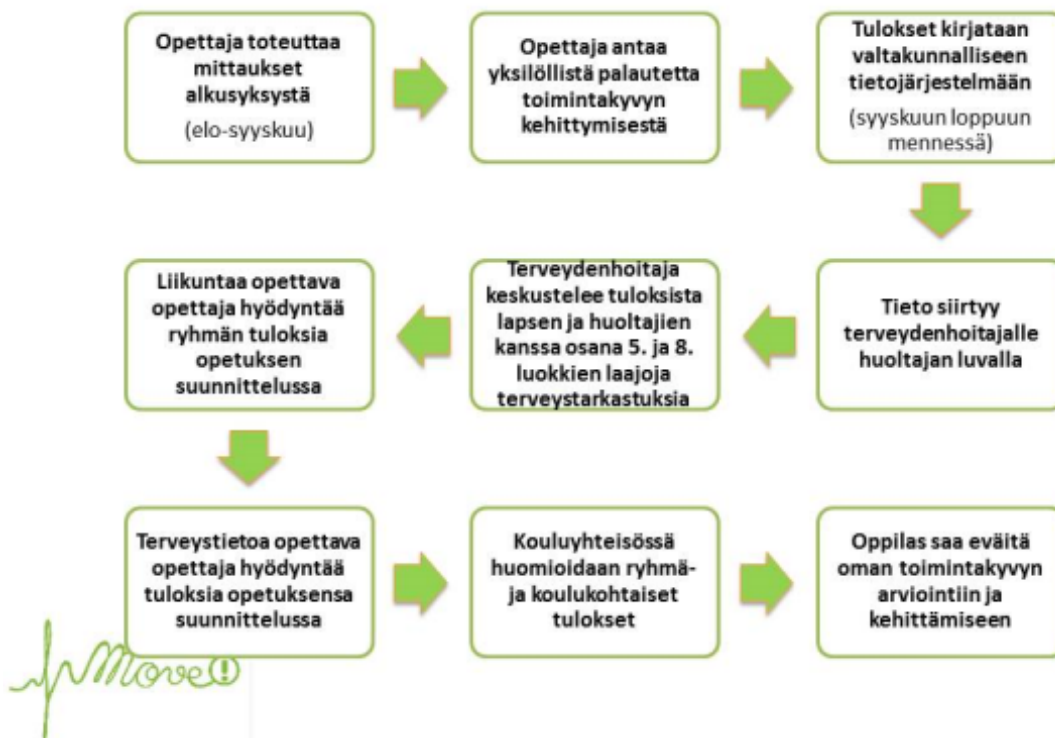 Opettaja toteuttaa
mittaukset
alkusyksystä
(elo-syyskuu)
Opettaja antaa
yksilöllistä palautetta
toimintakyvyn
kehittymisestä
Tulokset kirjataan
valtakunnalliseen
tietojärjestelmään
(syyskuun loppuun
mennessä)
Tieto siirtyy
terveydenhoitajalle
huoltajan luvalla
Terveydenhoitaja
keskustelee tuloksista
lapsen ja huoltajien
kanssa osana 5. ja 8.
luokkien laajoja
terveystarkastuksia
Liikuntaa opettava
opettaja hyödyntää
ryhmän tuloksia
opetuksen
suunnittelussa
Terveystietoa opettava
opettaja hyödyntää
tuloksia opetuksensa
suunnittelussa
Kouluyhteisössä
huomioidaan ryhmä-
ja koulukohtaiset
tulokset
Oppilas saa eväitä
oman toimintakyvyn
arviointiin ja
kehittämiseen
Move!